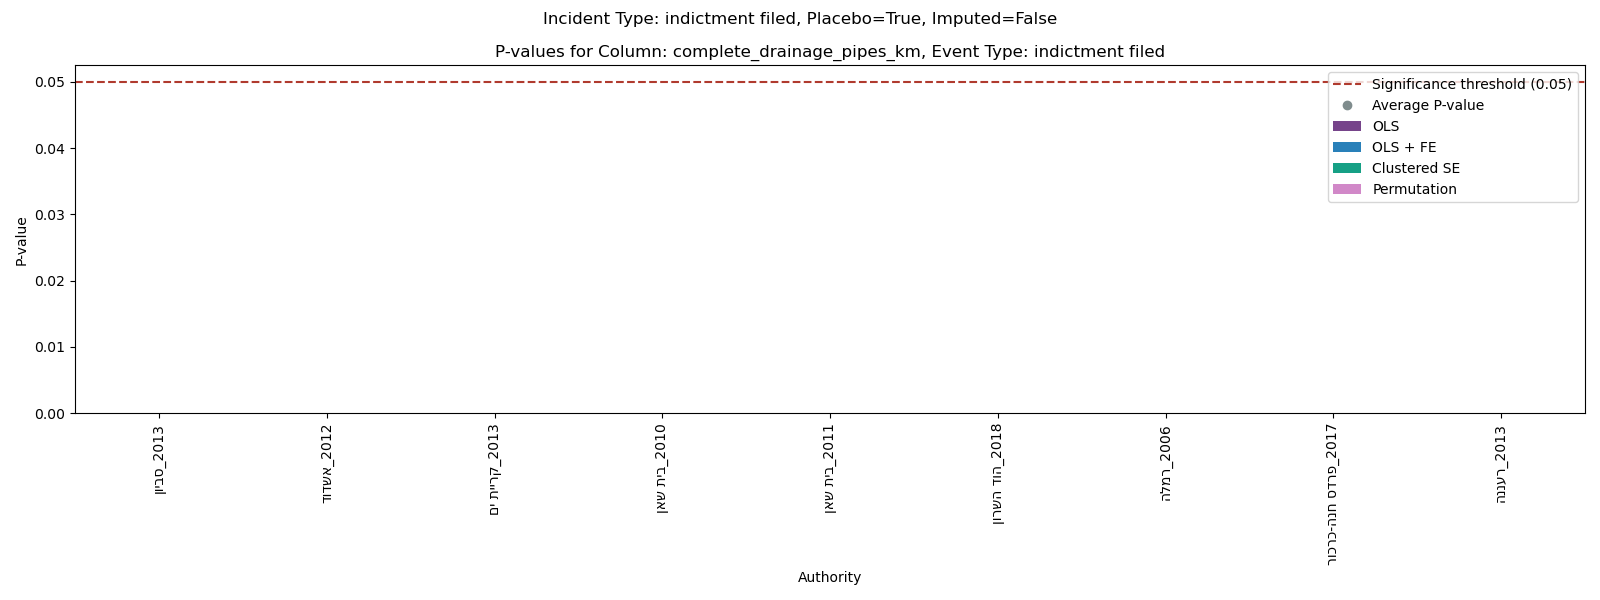 Incident Type: indictment filed, Placebo=True, Imputed=False
P-values for Column: complete_drainage_pipes_km, Event Type: indictment filed
0.05
0.04
0.03
0.02
0.01
0.00
P-value
Significance threshold (0.05)
Average P-value
OLS
OLS + FE
Clustered SE
Permutation
סביון_2013
אשדוד_2012
קריית ים_2013
בית שאן_2010
בית שאן_2011
הוד השרון_2018
רמלה_2006
פרדס חנה-כרכור_2017
רעננה_2013
Authority